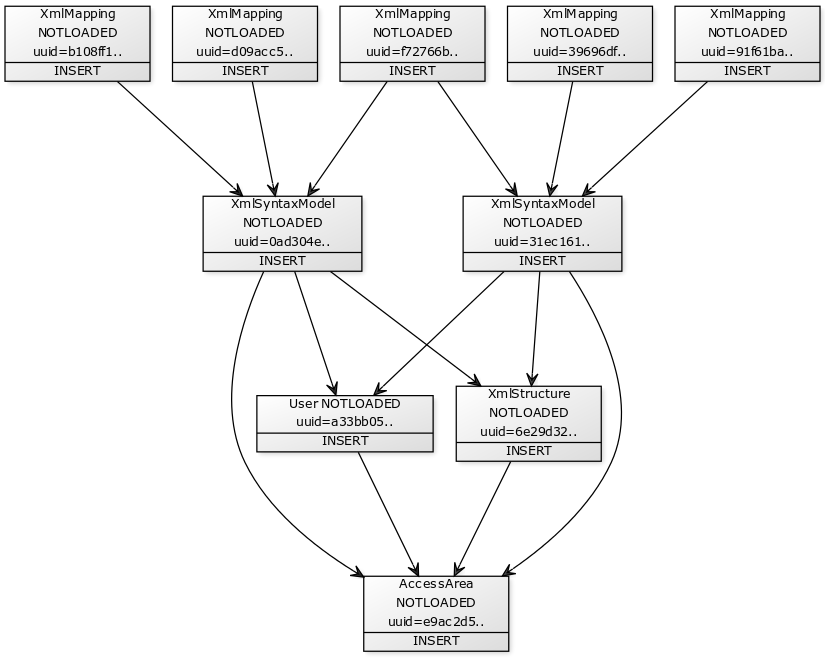 XmlMapping
NOTLOADED
uuid=b108ff1..
INSERT
XmlMapping
NOTLOADED
uuid=d09acc5..
INSERT
XmlMapping
NOTLOADED
uuid=f72766b..
INSERT
XmlMapping
NOTLOADED
uuid=39696df..
INSERT
XmlMapping
NOTLOADED
uuid=91f61ba..
INSERT
XmlSyntaxModel
NOTLOADED
uuid=0ad304e..
INSERT
XmlSyntaxModel
NOTLOADED
uuid=31ec161..
INSERT
User NOTLOADED
uuid=a33bb05..
INSERT
XmlStructure
NOTLOADED
uuid=6e29d32..
INSERT
AccessArea
NOTLOADED
uuid=e9ac2d5..
INSERT